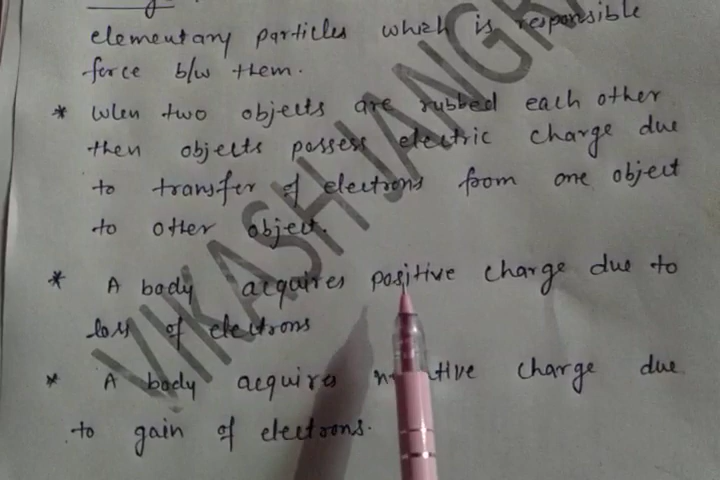 elementary particles which is responsible
force b/w them.
* When two objects are rubbed each other
then objects possess electric charge due
to transfer of electrons from one object
to other object.
* A body acquires positive charge due to
loss of electrons
* A body acquires charge due
to gain of electrons.
VIKASH JANGR